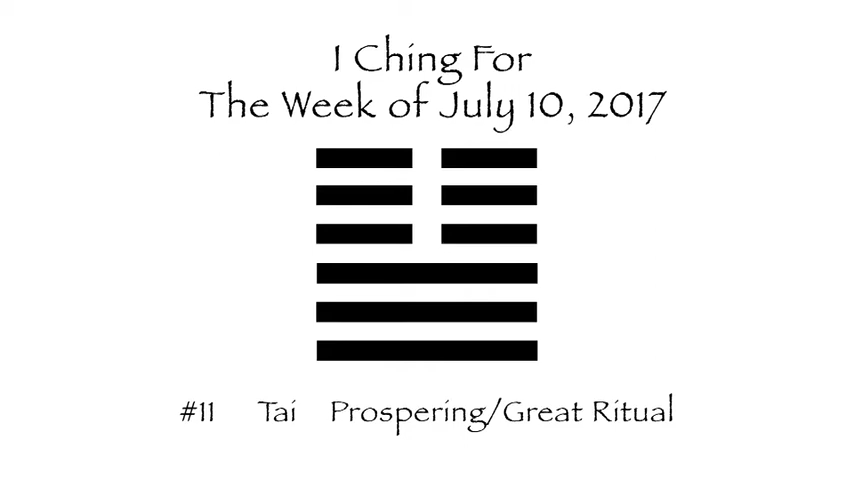 I Ching For
The Week of July 10, 2017
#11 Tai Prospering/Great Ritual